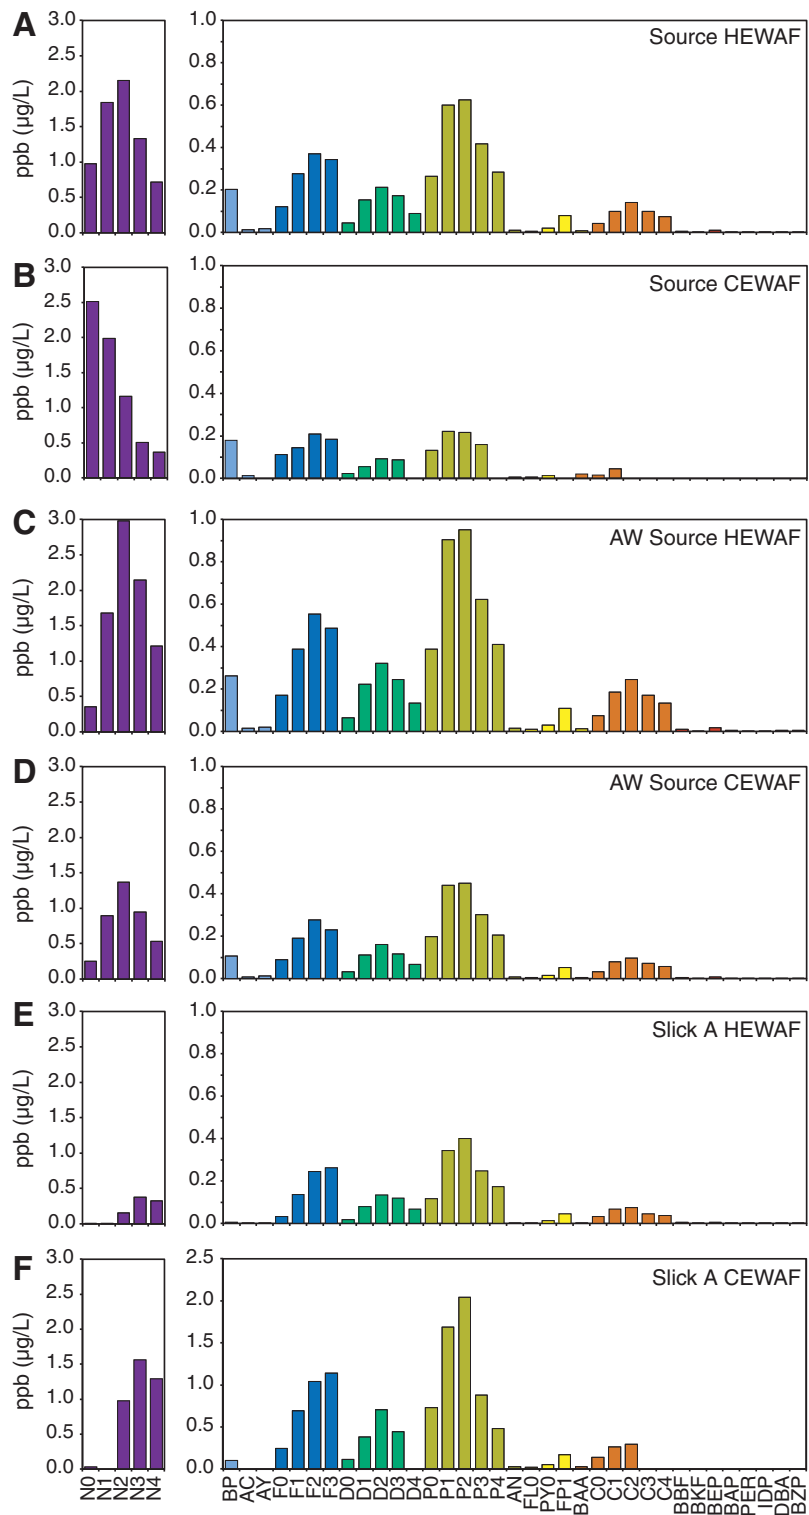 A
ppb (µg/L)
3.0
2.5
2.0
1.5
1.0
0.5
0.0
1.0
0.8
0.6
0.4
0.2
0.0
Source HEWAF
B
ppb (µg/L)
3.0
2.5
2.0
1.5
1.0
0.5
0.0
1.0
0.8
0.6
0.4
0.2
0.0
Source CEWAF
C
ppb (µg/L)
3.0
2.5
2.0
1.5
1.0
0.5
0.0
1.0
0.8
0.6
0.4
0.2
0.0
AW Source HEWAF
D
ppb (µg/L)
3.0
2.5
2.0
1.5
1.0
0.5
0.0
1.0
0.8
0.6
0.4
0.2
0.0
AW Source CEWAF
E
ppb (µg/L)
3.0
2.5
2.0
1.5
1.0
0.5
0.0
1.0
0.8
0.6
0.4
0.2
0.0
Slick A HEWAF
F
ppb (µg/L)
3.0
2.5
2.0
1.5
1.0
0.5
0.0
2.5
2.0
1.5
1.0
0.5
0.0
Slick A CEWAF
N0
N1
N2
N3
N4
BP
AC
AY
F0
F1
F2
F3
D0
D1
D2
D3
D4
P0
P1
P2
P3
P4
AN
FL0
PY0
FP1
BAA
C0
C1
C2
C3
C4
BBF
BKF
BEP
BAP
PER
IDP
DBA
BZP